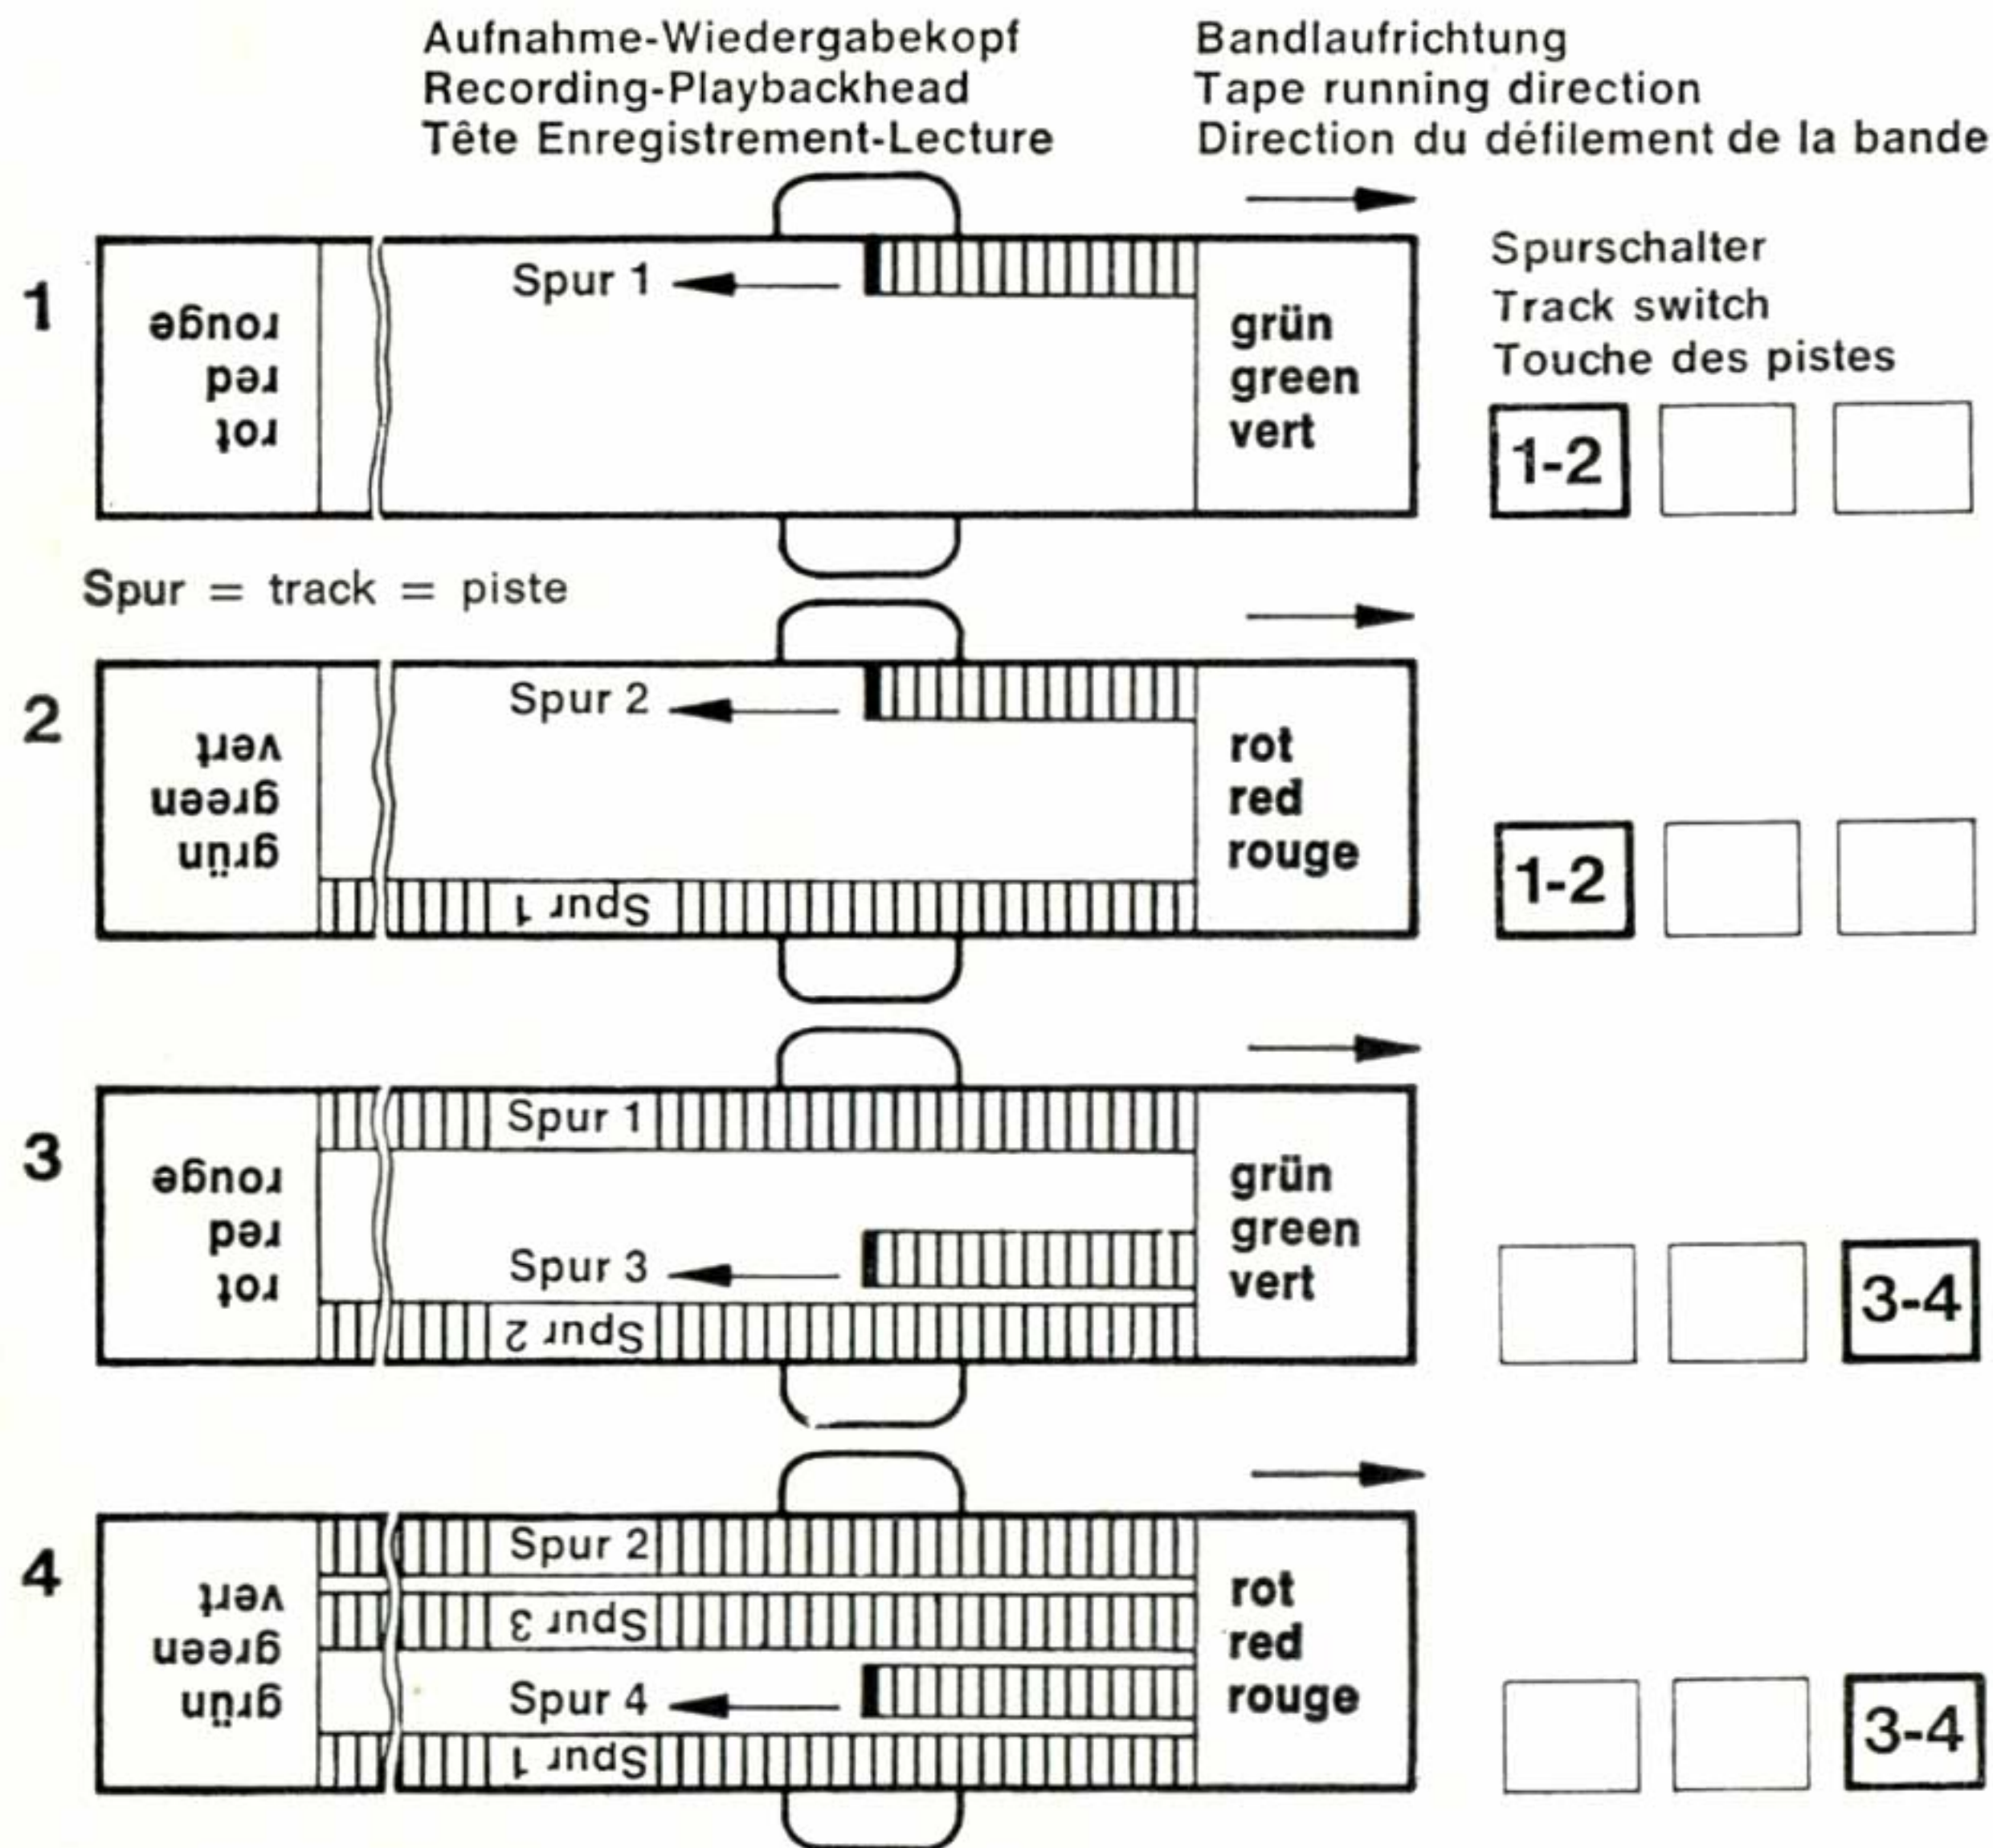 Aufnahme-Wiedergabekopf
Recording-Playbackhead
Tête Enregistrement-Lecture
Bandlaufrichtung
Tape running direction
Direction du défilement de la bande
1
rouge
red
rot
Spur 1
grün
green
vert
Spurschalter
Track switch
Touche des pistes
1-2
Spur = track = piste
2
vert
green
grün
Spur 2
Spur 1
rot
red
rouge
1-2
3
rouge
red
rot
Spur 1
Spur 3
Spur 2
grün
green
vert
3-4
4
vert
green
grün
Spur 2
Spur 3
Spur 4
Spur 1
rot
red
rouge
3-4